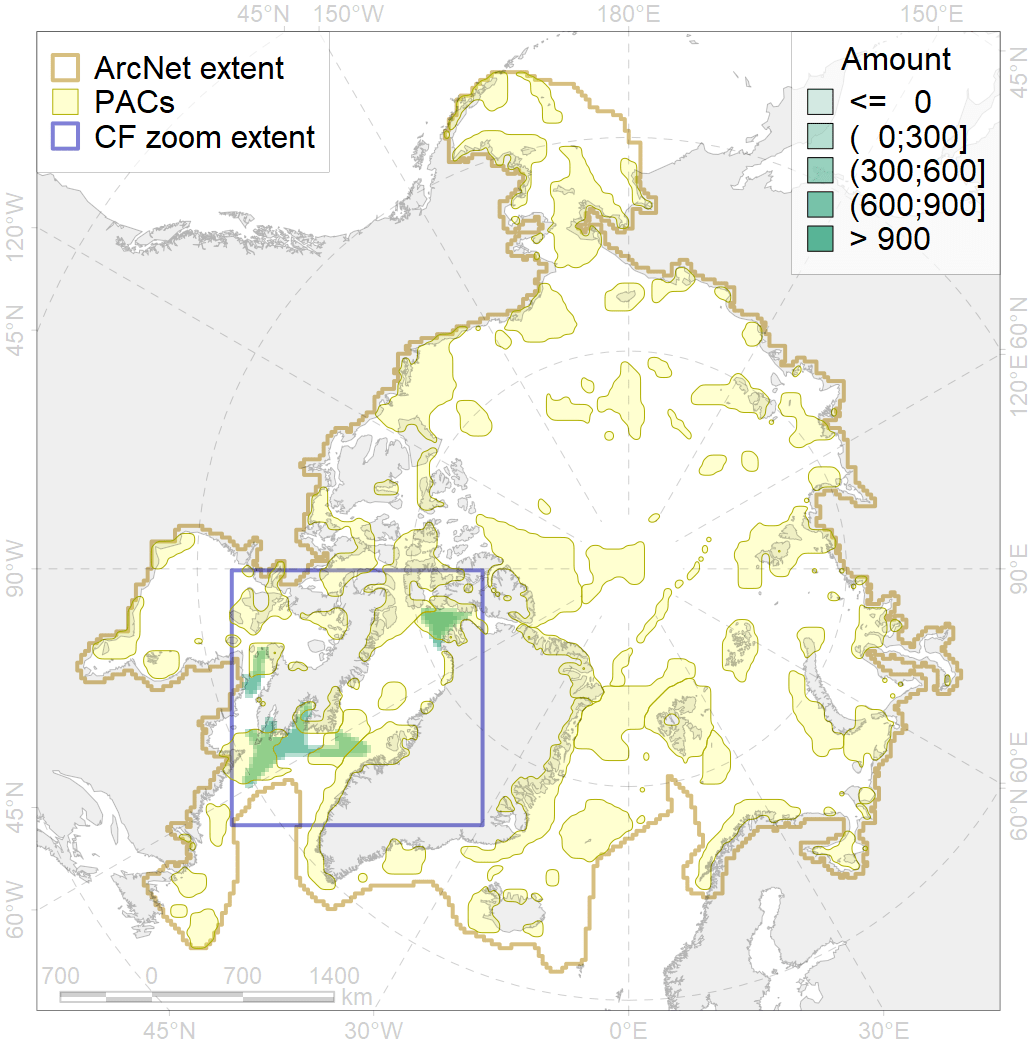 45°N 150°W 180°E 150°E
ArcNet extent
PACs
CF zoom extent
Amount
<= 0
( 0;300]
(300;600]
(600;900]
> 900
45°N
120°W
45°N
90°W
45°N
60°W
60°N
120°E
90°E
60°E
60°N
700 0 700 1400
km
45°N 30°W 0°E 30°E